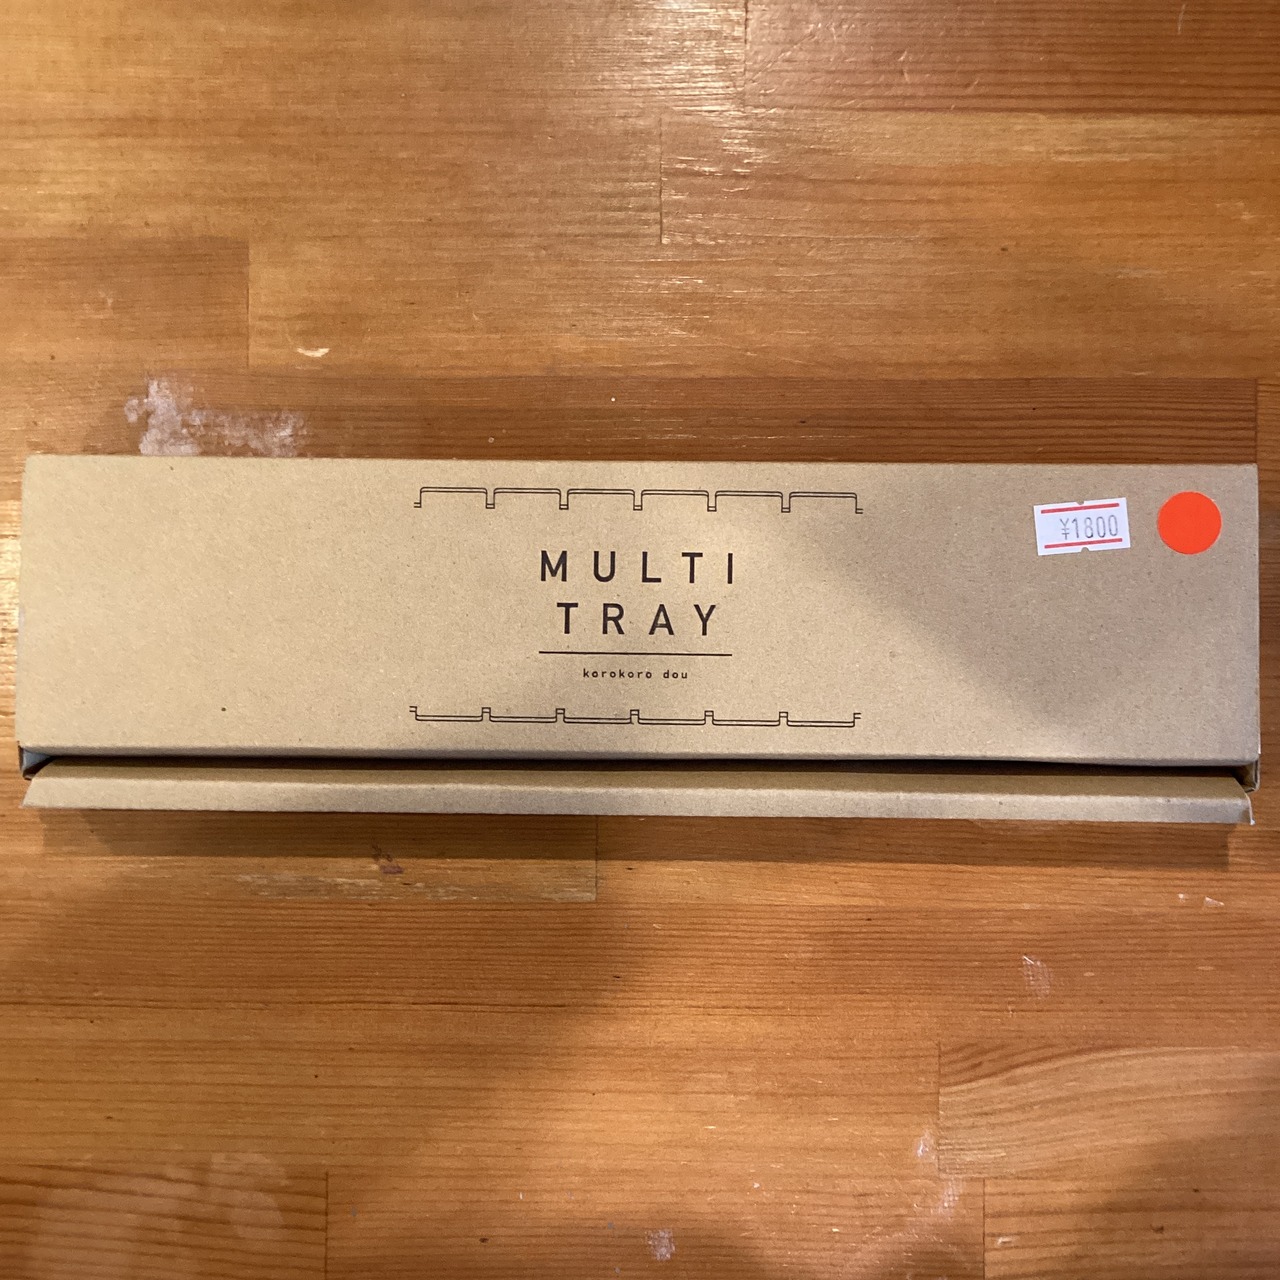 ¥1800
MULTI
TRAY
korokoro dou